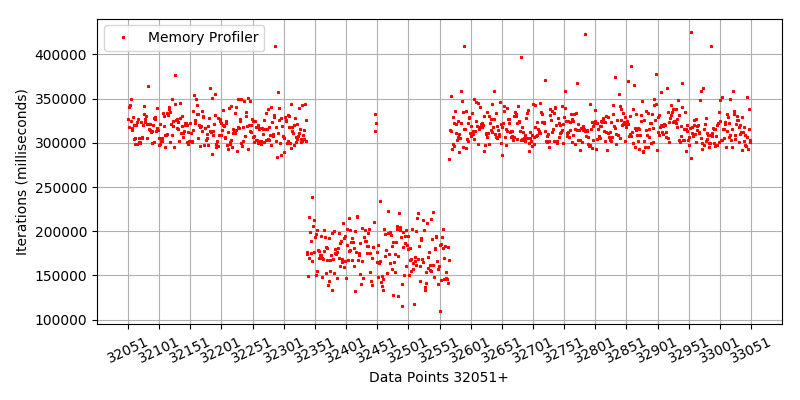 Memory Profiler
400000
350000
300000
250000
200000
150000
100000
Iterations (milliseconds)
32051 32101 32151 32201 32251 32301 32351 32401 32451 32501 32551 32601 32651 32701 32751 32801 32851 32901 32951 33001 33051
Data Points 32051+